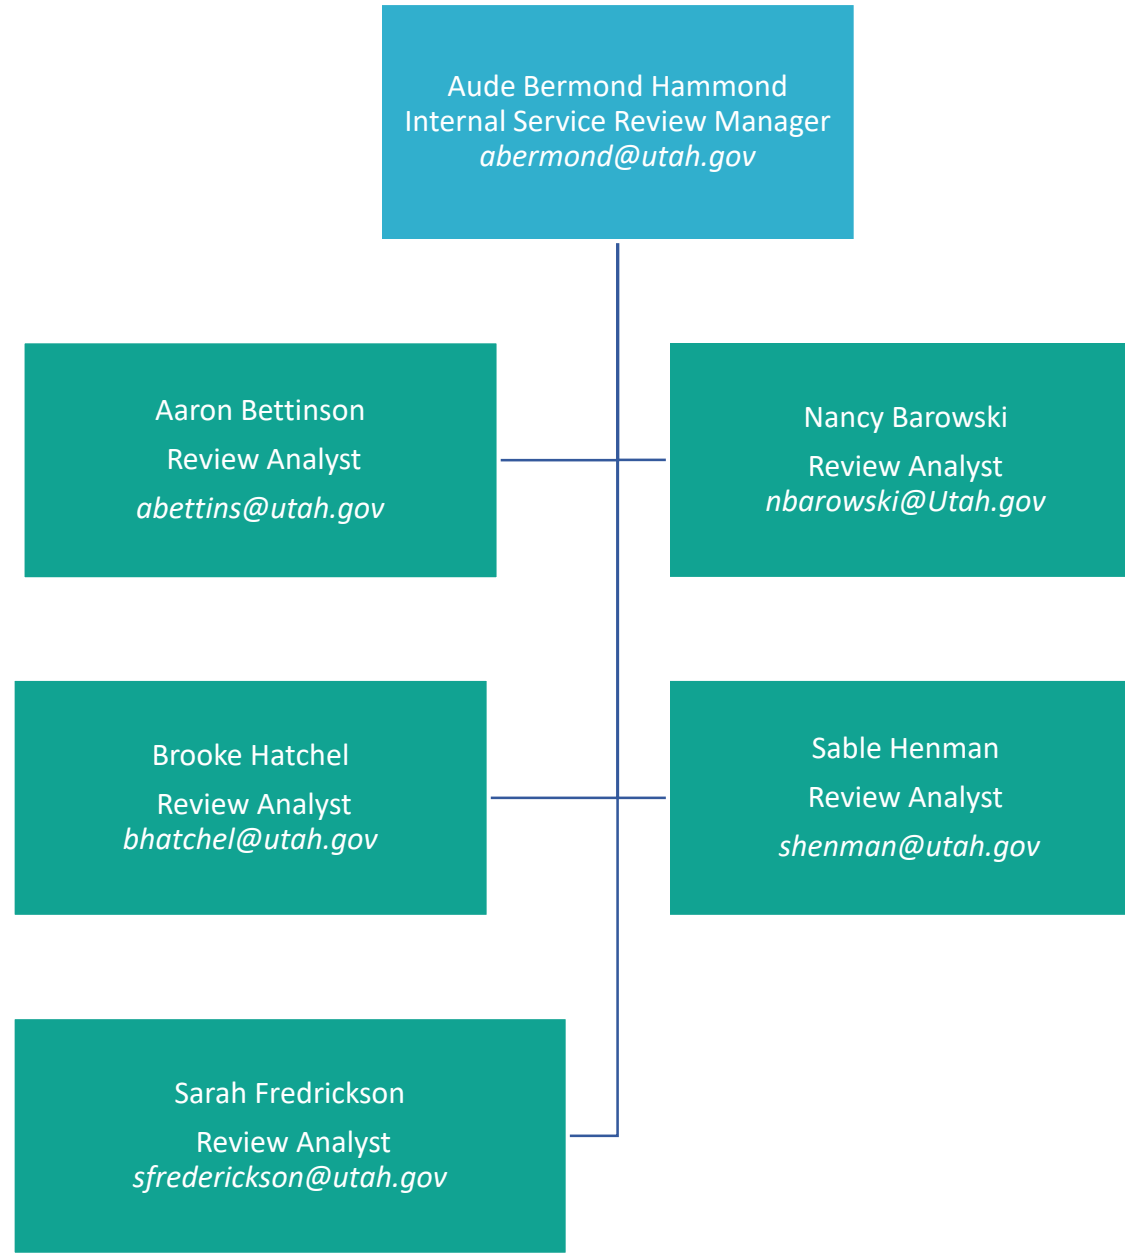 Aude Bermond Hammond
Internal Service Review Manager
abermond@utah.gov
Aaron Bettinson
Review Analyst
abettins@utah.gov
Nancy Barowski
Review Analyst
nbarowski@Utah.gov
Brooke Hatchel
Review Analyst
bhatchel@utah.gov
Sable Henman
Review Analyst
shenman@utah.gov
Sarah Fredrickson
Review Analyst
sfrederickson@utah.gov